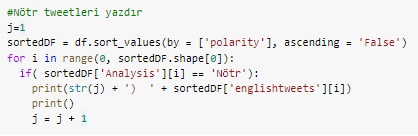 #Nötr tweetleri yazdır
j=1
sortedDF = df.sort_values(by = ['polarity'], ascending = 'False')
for i in range(0, sortedDF.shape[0]):
  if( sortedDF['Analysis'][i] == 'Nötr'):
    print(str(j) + ')  ' + sortedDF['englishtweets'][i])
    print()
    j = j + 1